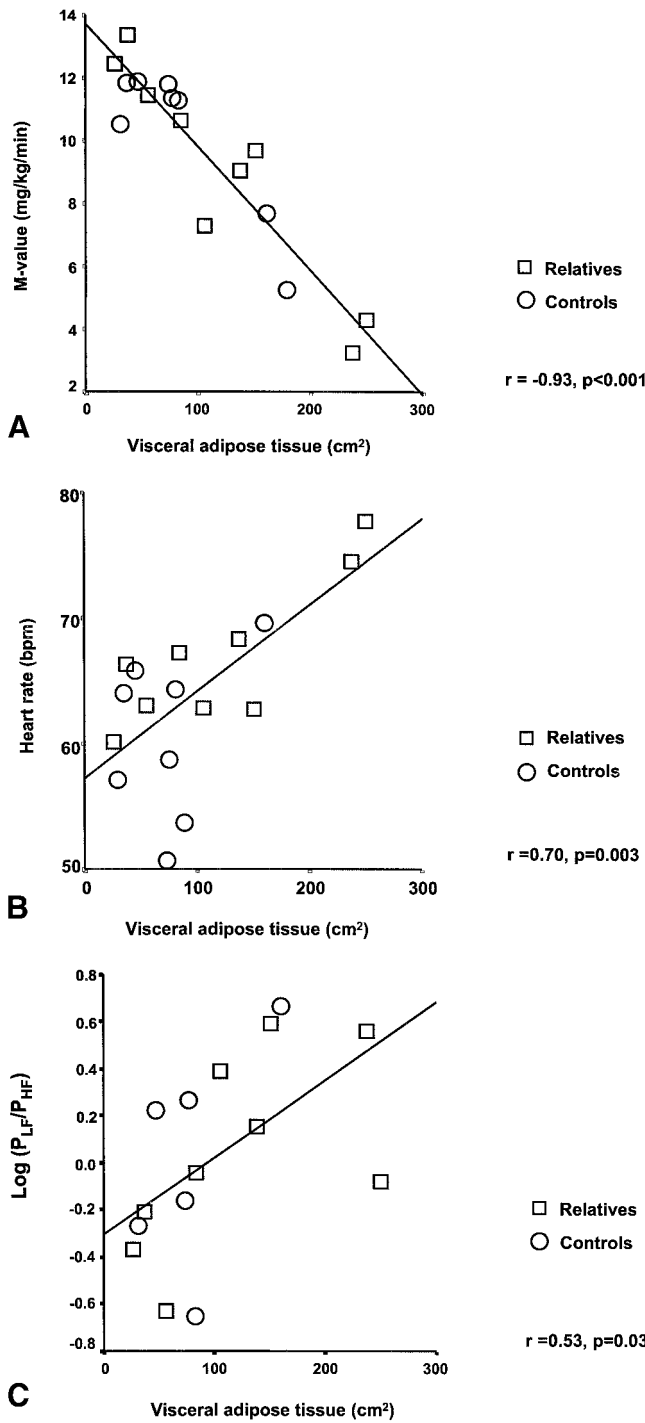 14
12
10
8
6
4
2
M-value (mg/kg/min)
0
100
200
300
Visceral adipose tissue (cm²)
Relatives
Controls
r = -0.93, p<0.001
A
80
70
60
50
Heart rate (bpm)
0
100
200
300
Visceral adipose tissue (cm²)
Relatives
Controls
r =0.70, p=0.003
B
0.8
0.6
0.4
0.2
0.0
-0.2
-0.4
-0.6
-0.8
Log (P_LF/P_HF)
0
100
200
300
Visceral adipose tissue (cm²)
Relatives
Controls
r =0.53, p=0.03
C